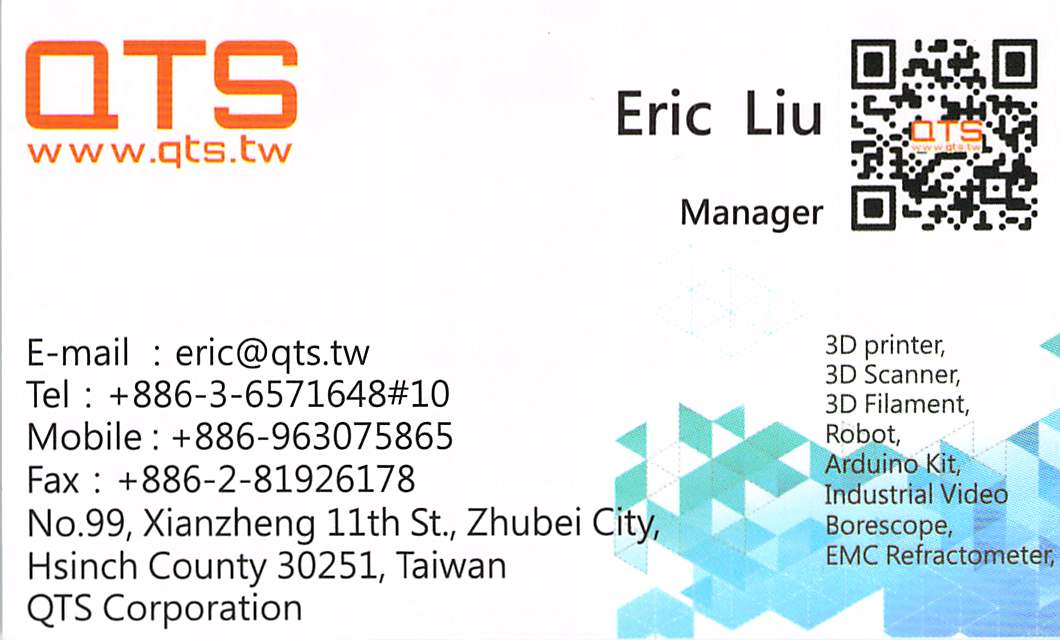 QTS
www.qts.tw
Eric Liu
Manager
QTS
www.qts.tw
E-mail : eric@qts.tw
Tel : +886-3-6571648#10
Mobile : +886-963075865
Fax : +886-2-81926178
No.99, Xianzheng 11th St., Zhubei City,
Hsinch County 30251, Taiwan
QTS Corporation
3D printer,
3D Scanner,
3D Filament,
Robot,
Arduino Kit,
Industrial Video
Borescope,
EMC Refractometer,